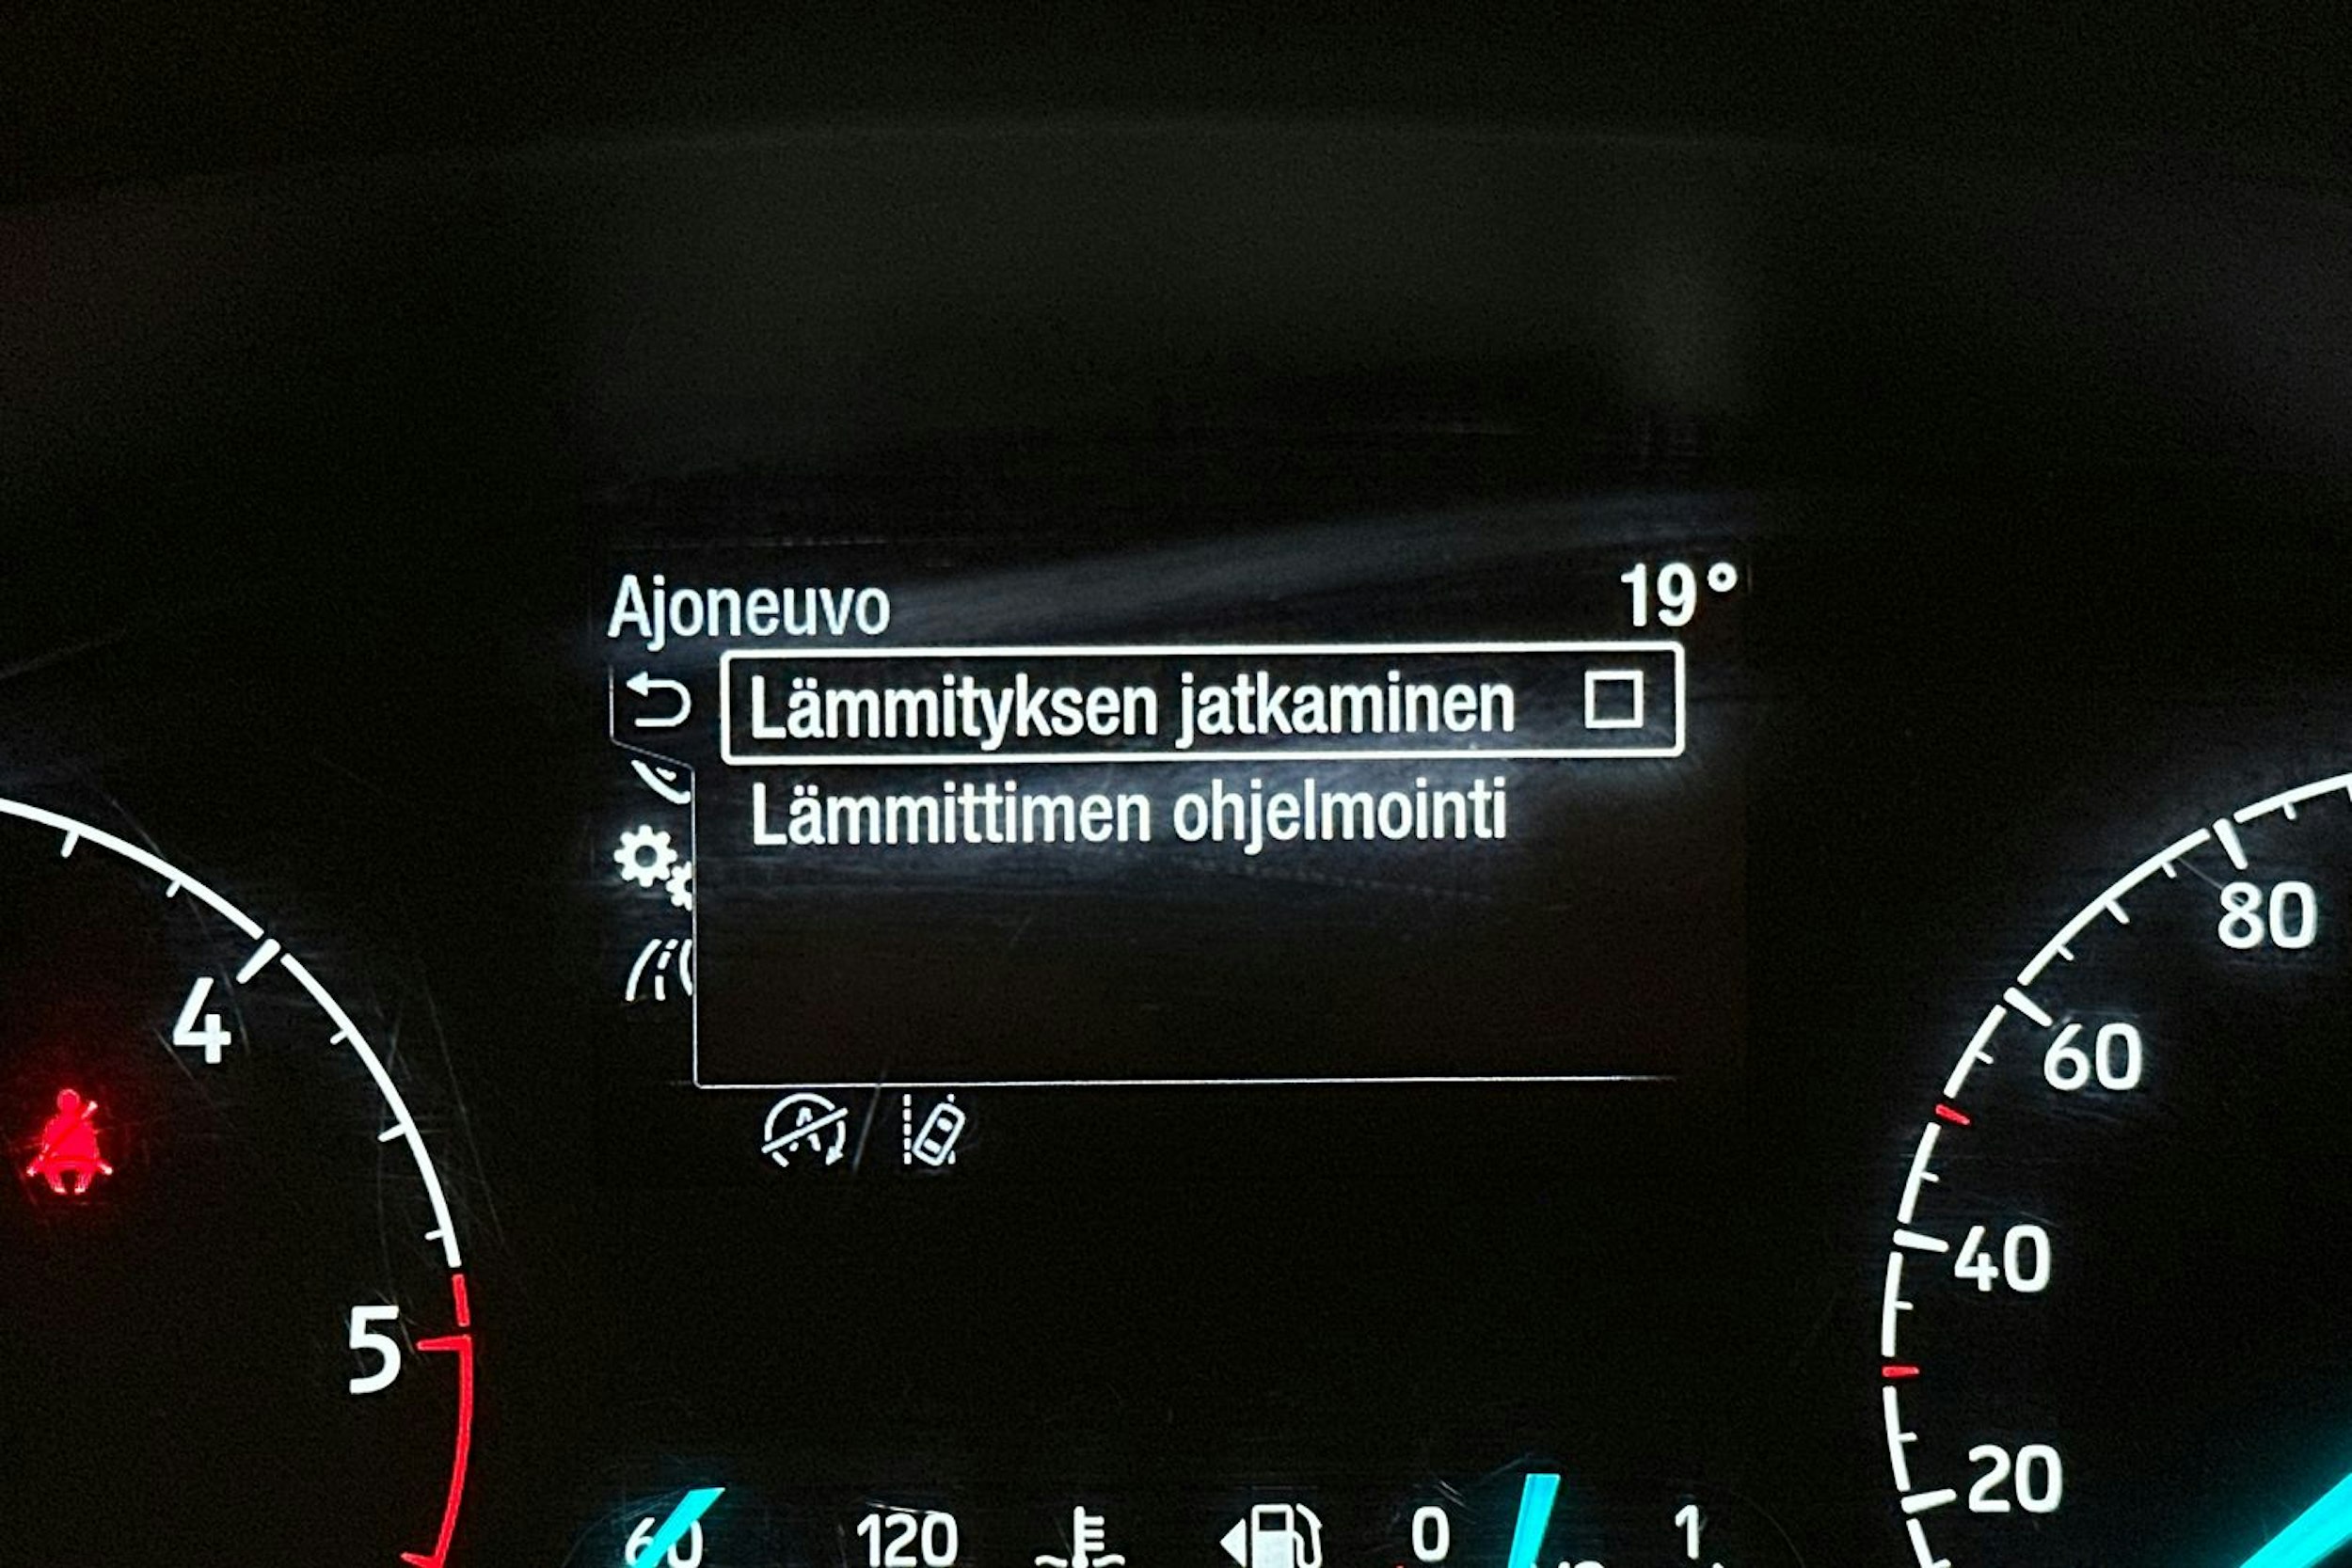 Ajoneuvo 19°
Lämmityksen jatkaminen
Lämmittimen ohjelmointi
80
4
60
40
5
20
60 120 0 1